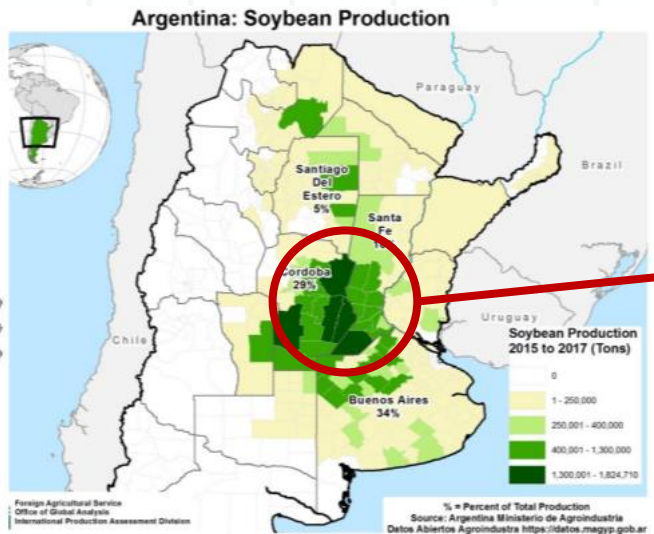 Argentina: Soybean Production
Paraguay
Brazil
Santiago
Del
Estero
5%
Santa
Fe
Cordoba
29%
Uruguay
Chile
Buenos Aires
34%
Soybean Production
2015 to 2017 (Tons)
0
1 - 250,000
250,001 - 400,000
400,001 - 1,300,000
1,300,001 - 1,824,710
Foreign Agricultural Service
Office of Global Analysis
International Production Assessment Division
% = Percent of Total Production
Source: Argentina Ministerio de Agroindustria
Datos Abiertos Agroindustra https://datos.magyp.gob.ar